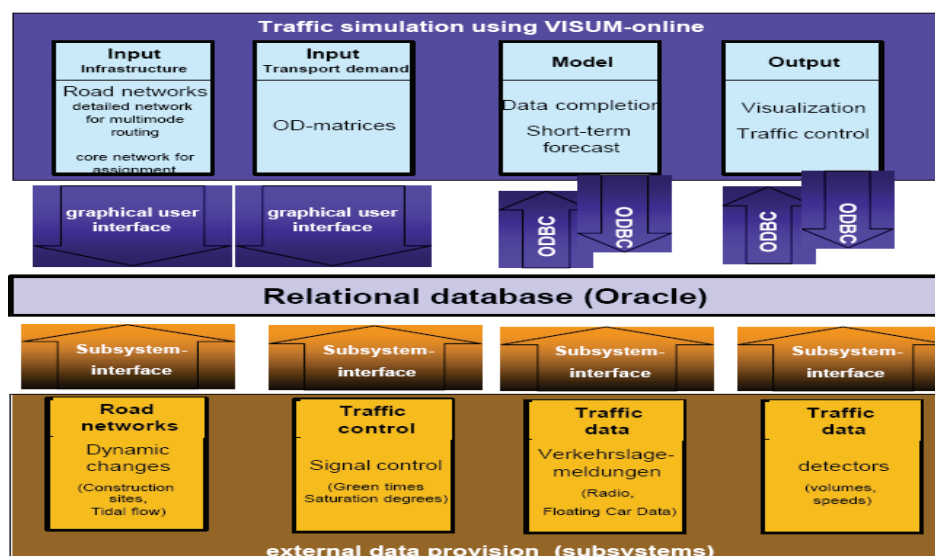 Traffic simulation using VISUM-online
Input
Infrastructure
Road networks
detailed network
for multimode
routing
core network for
assignment
Input
Transport demand
OD-matrices
Model
Data completion
Short-term
forecast
Output
Visualization
Traffic control
graphical user
interface
graphical user
interface
ODBC
ODBC
ODBC
ODBC
Relational database (Oracle)
Subsystem-
interface
Subsystem-
interface
Subsystem-
interface
Subsystem-
interface
Road
networks
Dynamic
changes
(Construction
sites,
Tidal flow)
Traffic
control
Signal control
(Green times
Saturation degrees)
Traffic
data
Verkehrslage-
meldungen
(Radio,
Floating Car Data)
Traffic
data
detectors
(volumes,
speeds)
external data provision (subsystems)